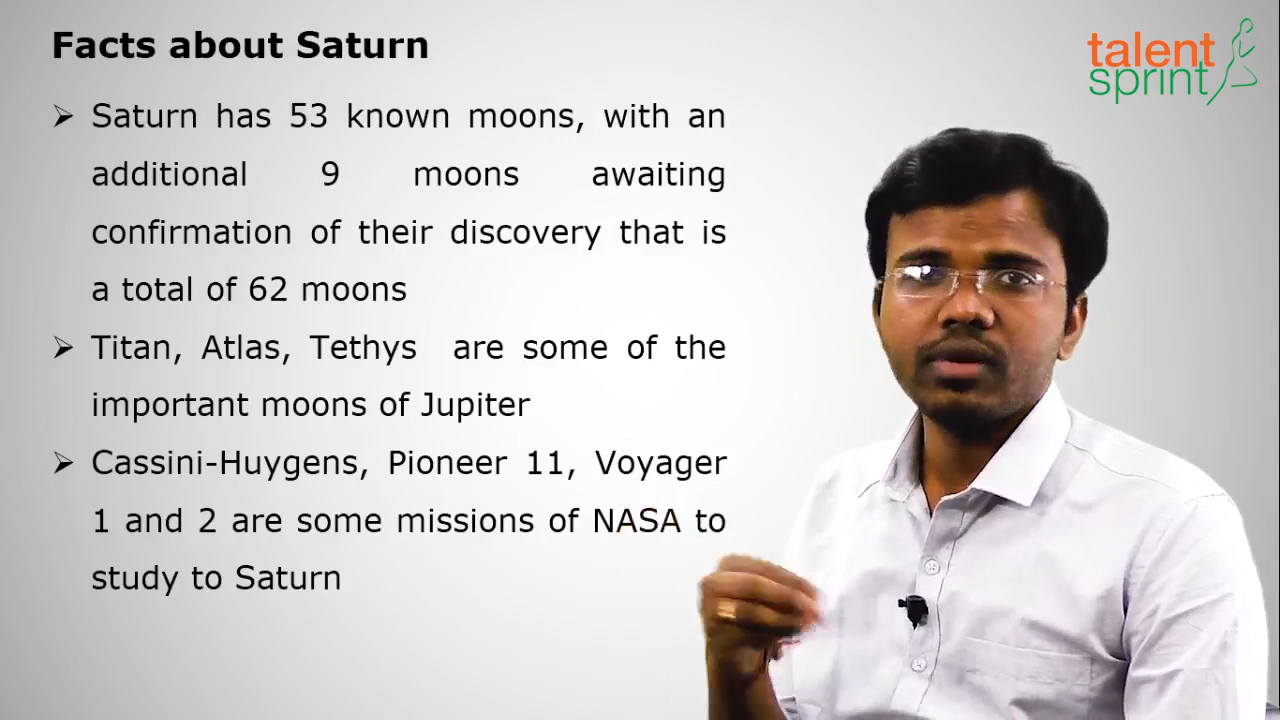 Facts about Saturn
talent
sprint
➢ Saturn has 53 known moons, with an
additional 9 moons awaiting
confirmation of their discovery that is
a total of 62 moons
➢ Titan, Atlas, Tethys are some of the
important moons of Jupiter
➢ Cassini-Huygens, Pioneer 11, Voyager
1 and 2 are some missions of NASA to
study to Saturn